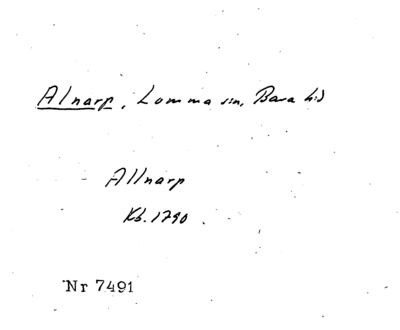 Alnarp, Lomma sn, Bara hd
Allnarp
Kb. 1790.
Nr 7491